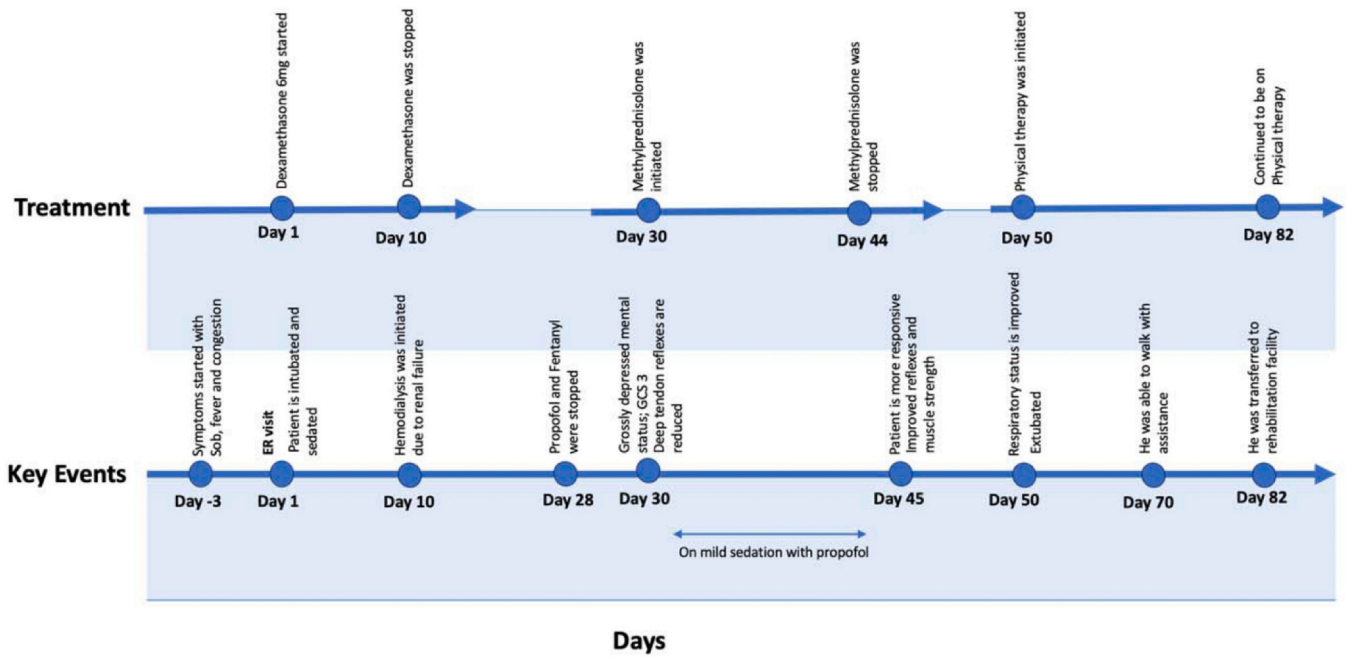 Dexamethasone 6mg started
Dexamethasone was stopped
Methylprednisolone was
initiated
Methylprednisolone was
stopped
Physical therapy was initiated
Continued to be on
Physical therapy
Treatment
Day 1
Day 10
Day 30
Day 44
Day 50
Day 82
Symptoms started with
Sob, fever and congestion
ER visit
Patient is intubated and
sedated
Hemodialysis was initiated
due to renal failure
Propofol and Fentanyl
were stopped
Grossly depressed mental
status; GCS 3
Deep tendon reflexes are
reduced
Patient is more responsive
Improved reflexes and
muscle strength
Respiratory status is improved
Extubated
He was able to walk with
assistance
He was transferred to
rehabilitation facility
Key Events
Day -3
Day 1
Day 10
Day 28
Day 30
Day 45
Day 50
Day 70
Day 82
On mild sedation with propofol
Days